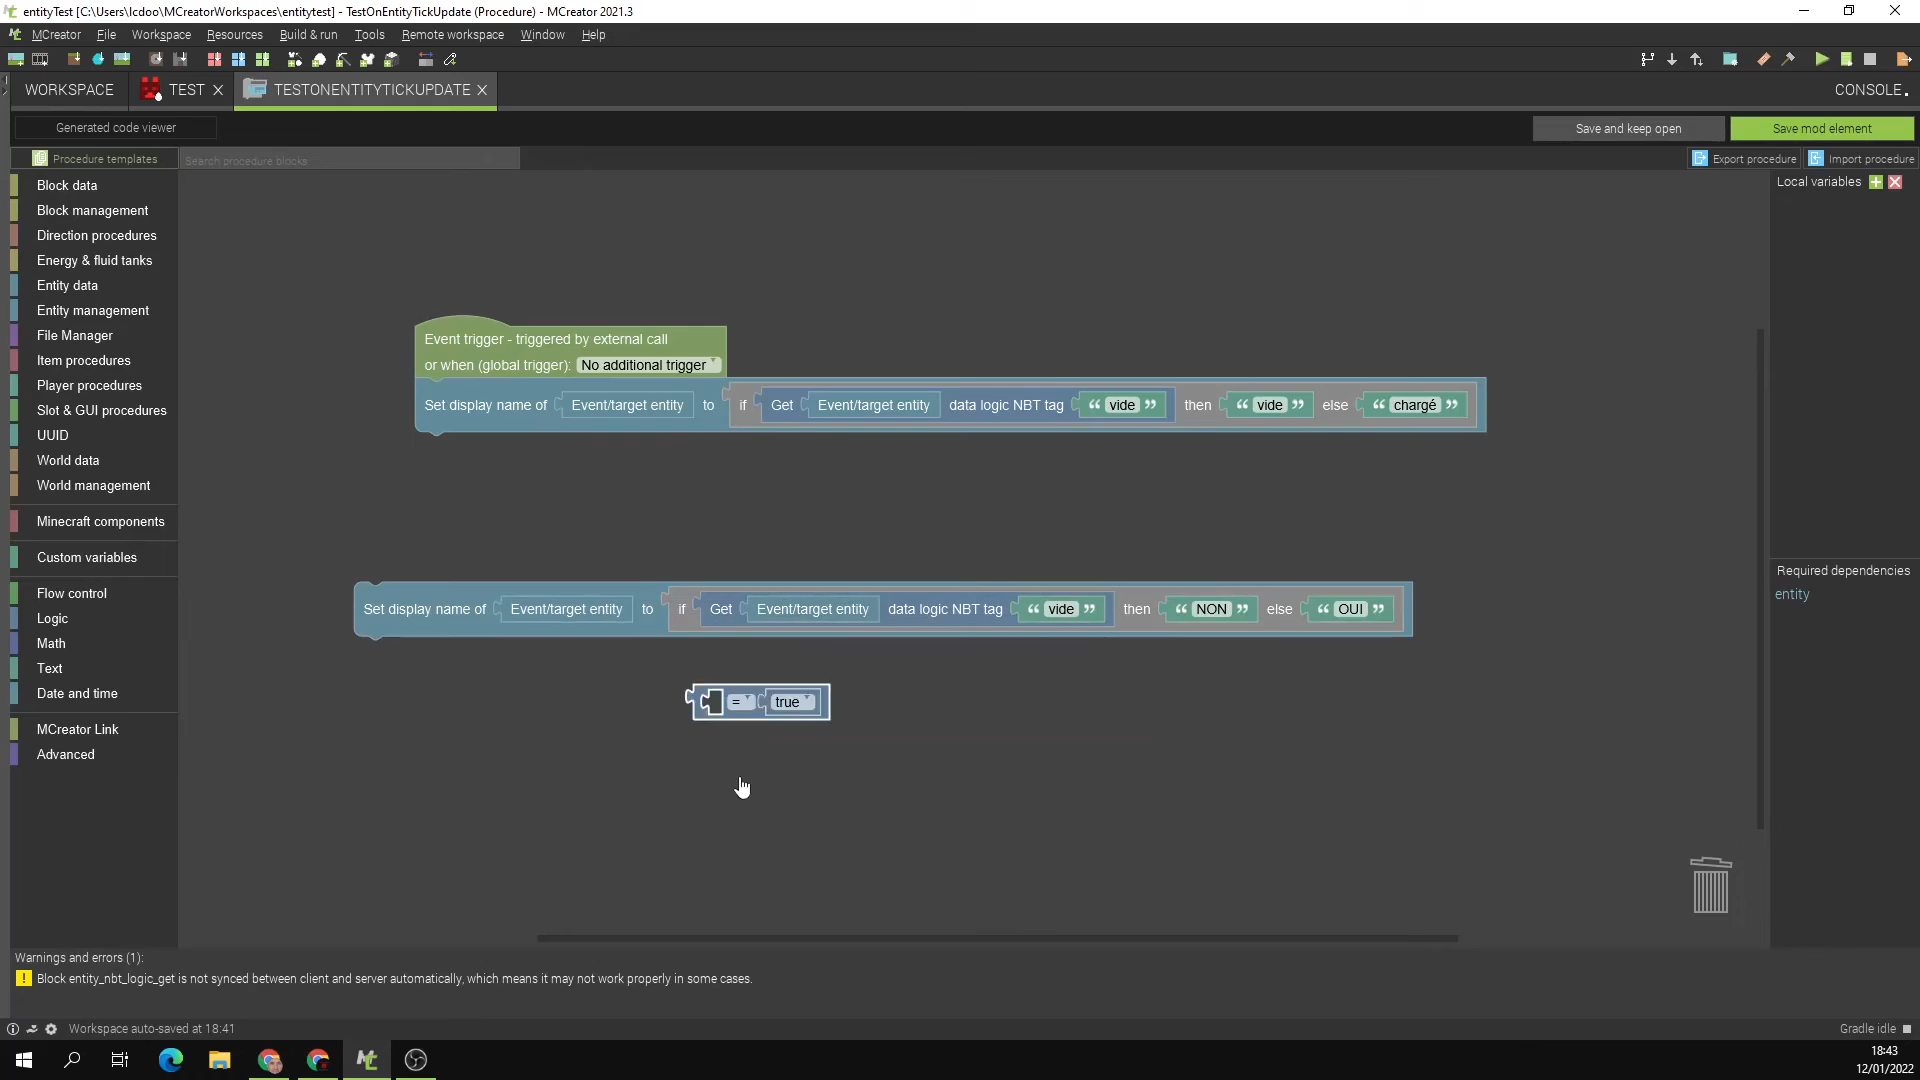 entityTest [C:\Users\lcdoo\MCreatorWorkspaces\entitytest] - TestOnEntityTickUpdate (Procedure) - MCreator 2021.3
MCreator File Workspace Resources Build & run Tools Remote workspace Window Help
WORKSPACE TEST TESTONENTITYTICKUPDATE CONSOLE
Generated code viewer Save and keep open Save mod element
Procedure templates Search procedure blocks Export procedure Import procedure
Local variables
Block data
Block management
Direction procedures
Energy & fluid tanks
Entity data
Entity management
File Manager
Item procedures
Player procedures
Slot & GUI procedures
UUID
World data
World management
Minecraft components
Custom variables
Flow control
Logic
Math
Text
Date and time
MCreator Link
Advanced
Event trigger - triggered by external call
or when (global trigger): No additional trigger
Set display name of Event/target entity to if Get Event/target entity data logic NBT tag “ vide ” then “ vide ” else “ chargé ”
Set display name of Event/target entity to if Get Event/target entity data logic NBT tag “ vide ” then “ NON ” else “ OUI ”
= true
Required dependencies
entity
Warnings and errors (1):
! Block entity_nbt_logic_get is not synced between client and server automatically, which means it may not work properly in some cases.
Workspace auto-saved at 18:41 Gradle idle
18:43
12/01/2022